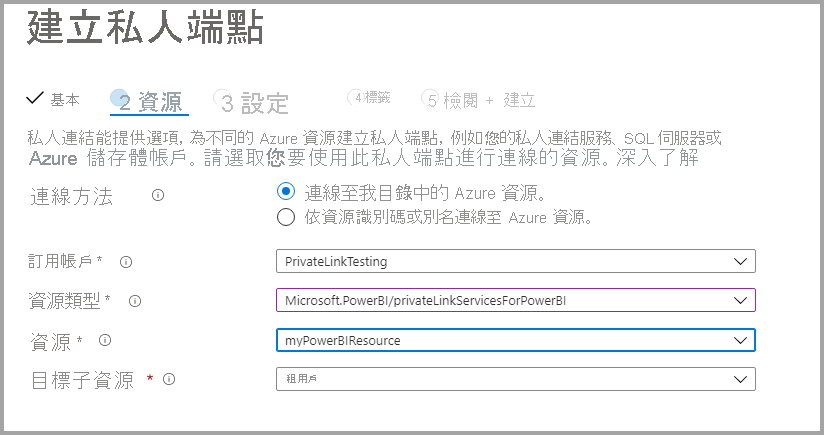 建立私人端點
基本 2 資源 3 設定 4 標籤 5 檢閱 + 建立
私人連結能提供選項,為不同的 Azure 資源建立私人端點,例如您的私人連結服務、SQL 伺服器或
Azure 儲存體帳戶。請選取您要使用此私人端點進行連線的資源。深入了解
連線方法 連線至我目錄中的 Azure 資源。
依資源識別碼或別名連線至 Azure 資源。
訂用帳戶 * PrivateLinkTesting
資源類型 * Microsoft.PowerBI/privateLinkServicesForPowerBI
資源 * myPowerBIResource
目標子資源 * 租用戶